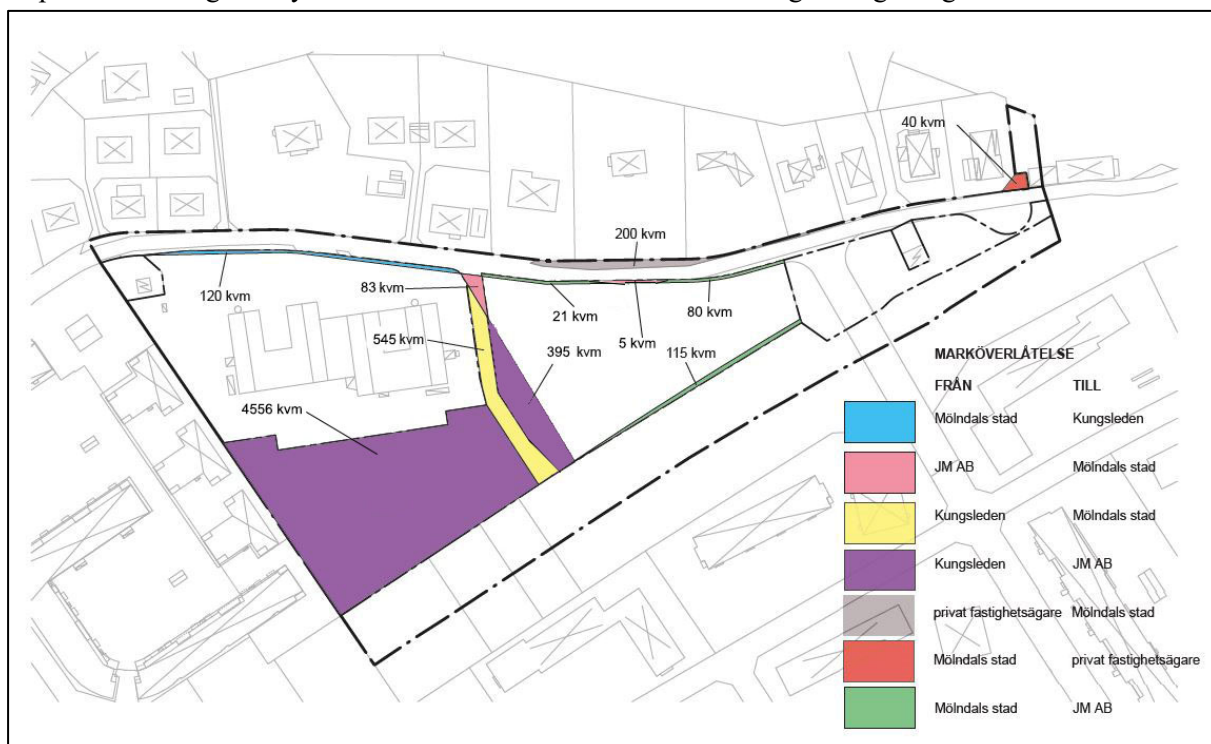 40 kvm
200 kvm
120 kvm
83 kvm
21 kvm
80 kvm
5 kvm
545 kvm
395 kvm
115 kvm
4556 kvm
MARKÖVERLÅTELSE
FRÅN TILL
Mölndals stad Kungsleden
JM AB Mölndals stad
Kungsleden Mölndals stad
Kungsleden JM AB
privat fastighetsägare Mölndals stad
Mölndals stad privat fastighetsägare
Mölndals stad JM AB